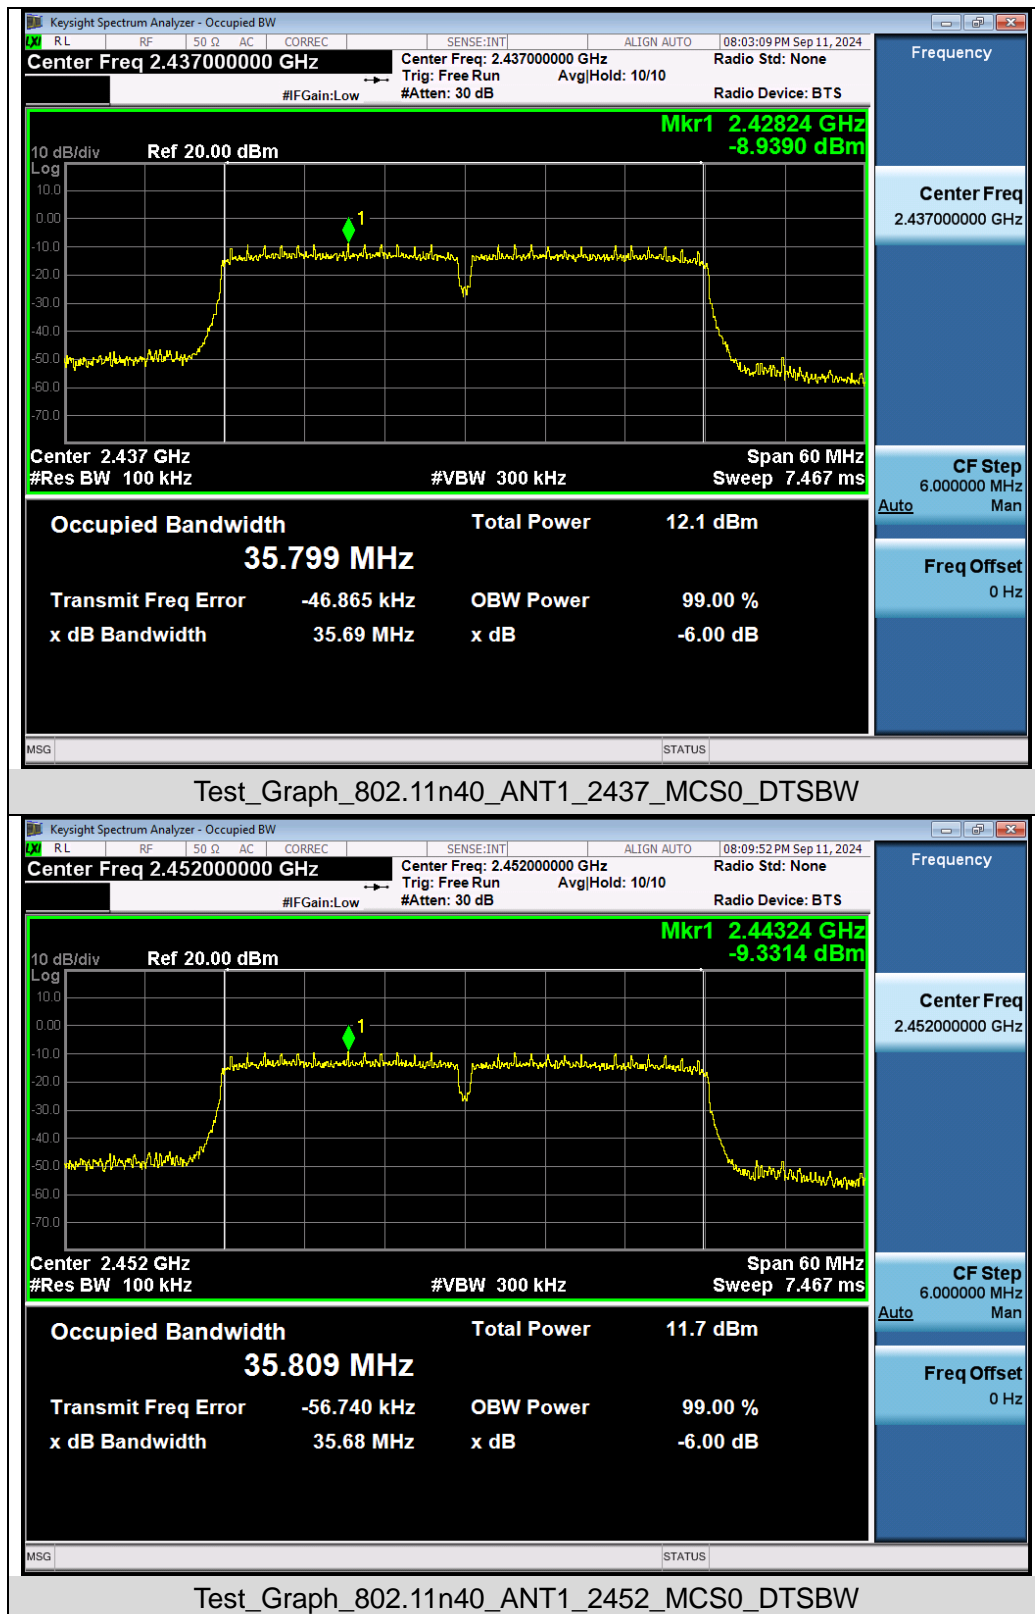 Keysight Spectrum Analyzer - Occupied BW
LXI RL RF 50 Ω AC CORREC SENSE:INT ALIGN AUTO 08:03:09 PM Sep 11, 2024
Center Freq 2.437000000 GHz
Center Freq: 2.437000000 GHz Radio Std: None
Trig: Free Run Avg|Hold: 10/10
#IFGain:Low #Atten: 30 dB Radio Device: BTS
Frequency
Mkr1 2.42824 GHz
-8.9390 dBm
10 dB/div Ref 20.00 dBm
Log
10.0
0.00
-10.0
-20.0
-30.0
-40.0
-50.0
-60.0
-70.0
1
Center Freq
2.437000000 GHz
Center 2.437 GHz Span 60 MHz
#Res BW 100 kHz #VBW 300 kHz Sweep 7.467 ms
CF Step
6.000000 MHz
Auto Man
Occupied Bandwidth Total Power 12.1 dBm
35.799 MHz
Transmit Freq Error -46.865 kHz OBW Power 99.00 %
x dB Bandwidth 35.69 MHz x dB -6.00 dB
Freq Offset
0 Hz
MSG STATUS
Test_Graph_802.11n40_ANT1_2437_MCS0_DTSBW
Keysight Spectrum Analyzer - Occupied BW
LXI RL RF 50 Ω AC CORREC SENSE:INT ALIGN AUTO 08:09:52 PM Sep 11, 2024
Center Freq 2.452000000 GHz
Center Freq: 2.452000000 GHz Radio Std: None
Trig: Free Run Avg|Hold: 10/10
#IFGain:Low #Atten: 30 dB Radio Device: BTS
Frequency
Mkr1 2.44324 GHz
-9.3314 dBm
10 dB/div Ref 20.00 dBm
Log
10.0
0.00
-10.0
-20.0
-30.0
-40.0
-50.0
-60.0
-70.0
1
Center Freq
2.452000000 GHz
Center 2.452 GHz Span 60 MHz
#Res BW 100 kHz #VBW 300 kHz Sweep 7.467 ms
CF Step
6.000000 MHz
Auto Man
Occupied Bandwidth Total Power 11.7 dBm
35.809 MHz
Transmit Freq Error -56.740 kHz OBW Power 99.00 %
x dB Bandwidth 35.68 MHz x dB -6.00 dB
Freq Offset
0 Hz
MSG STATUS
Test_Graph_802.11n40_ANT1_2452_MCS0_DTSBW